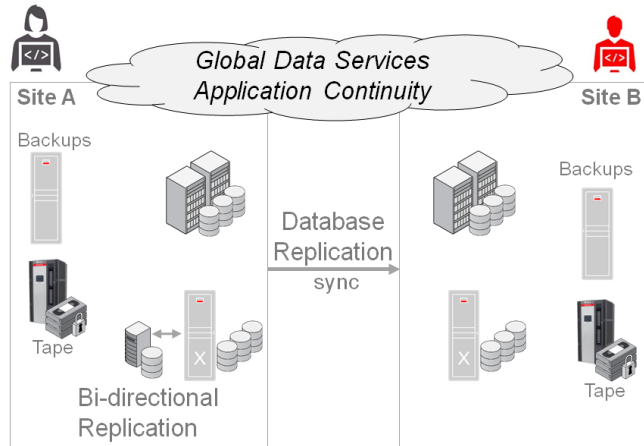 </>
</>
Global Data Services
Application Continuity
Site A
Site B
Backups
Backups
Database
Replication
sync
Tape
X
X
Tape
Bi-directional
Replication